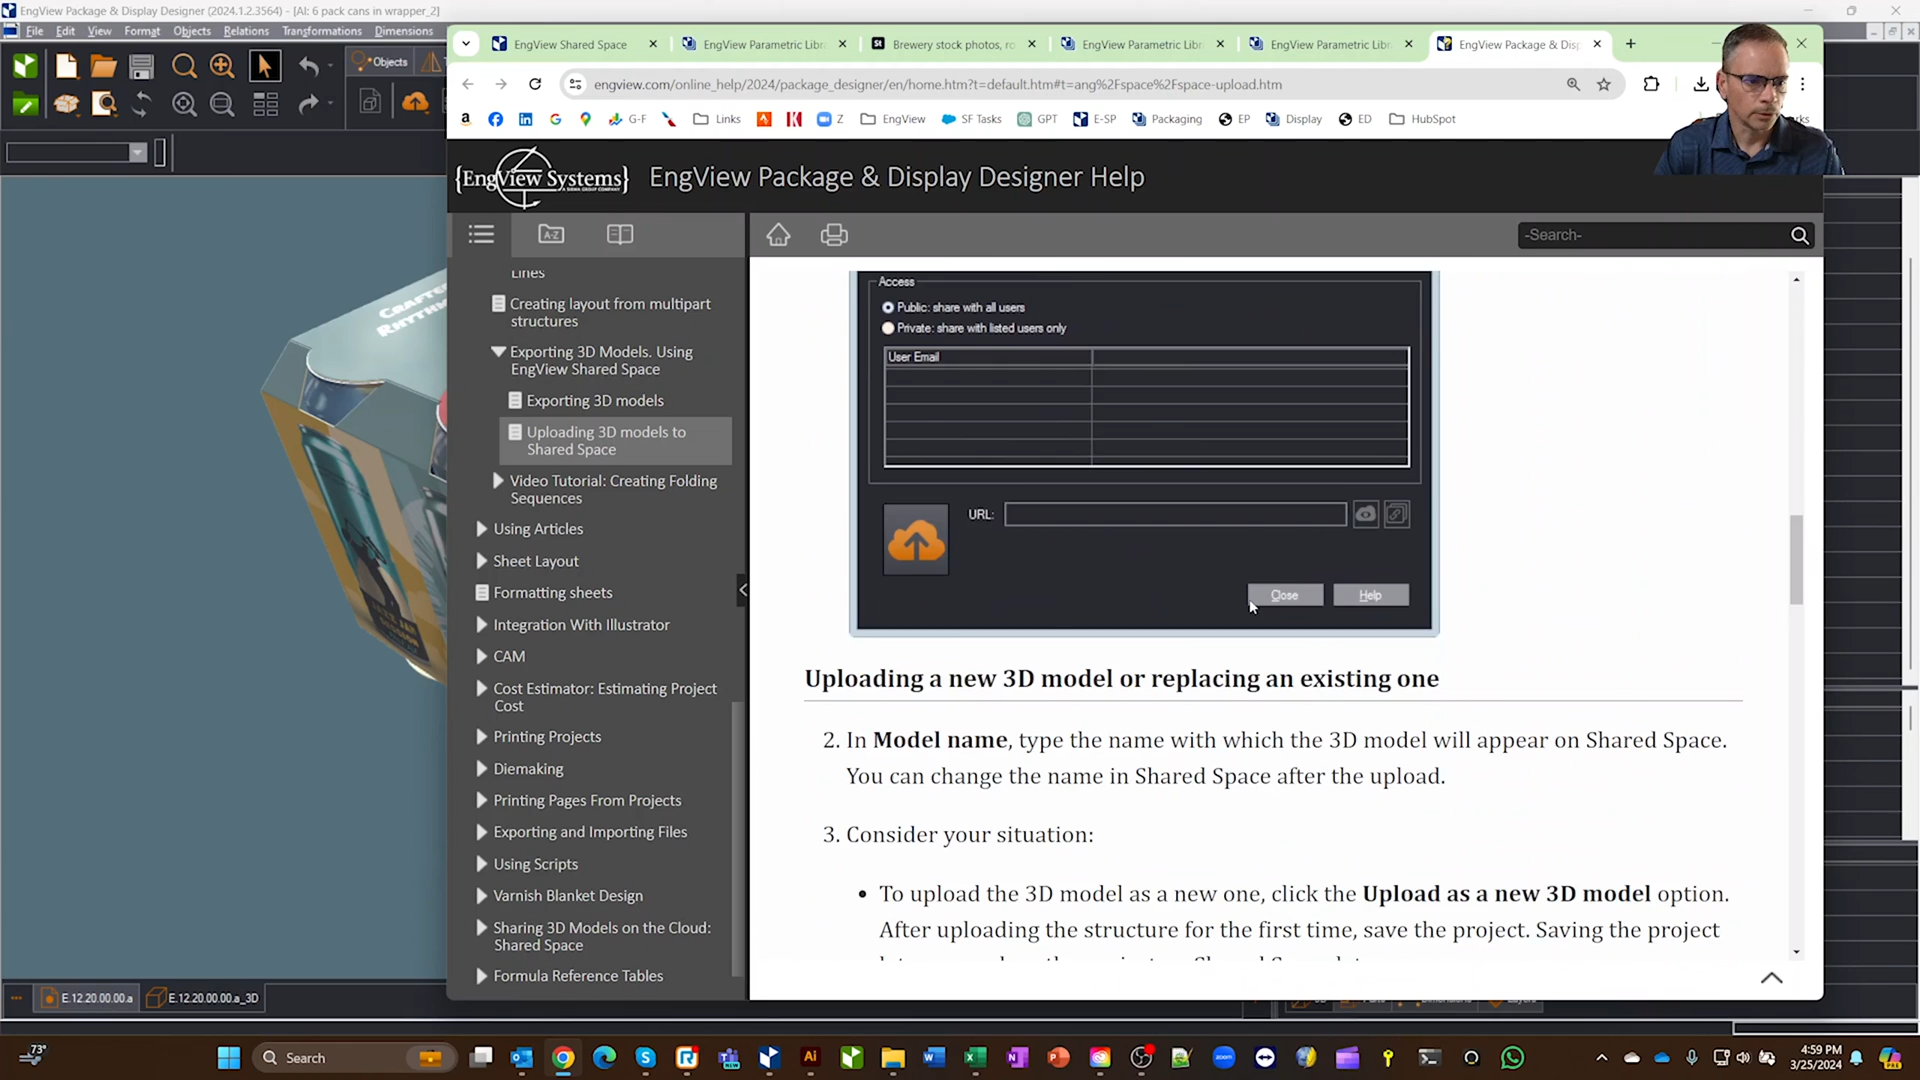 EngView Package & Display Designer (2024.1.2.3564) - [AI: 6 pack cans in wrapper_2]
File Edit View Format Objects Relations Transformations Dimensions
EngView Shared Space
EngView Parametric Libr
Brewery stock photos, ro
EngView Parametric Libr
EngView Parametric Libr
EngView Package & Dis
Objects
engview.com/online_help/2024/package_designer/en/home.htm?t=default.htm#t=ang%2Fspace%2Fspace-upload.htm
G-F Links Z EngView SF Tasks GPT E-SP Packaging EP Display ED HubSpot
{EngView Systems} EngView Package & Display Designer Help
A-Z
-Search-
Lines
Creating layout from multipart
structures
Exporting 3D Models. Using
EngView Shared Space
Exporting 3D models
Uploading 3D models to
Shared Space
Video Tutorial: Creating Folding
Sequences
Using Articles
Sheet Layout
Formatting sheets
Integration With Illustrator
CAM
Cost Estimator: Estimating Project
Cost
Printing Projects
Diemaking
Printing Pages From Projects
Exporting and Importing Files
Using Scripts
Varnish Blanket Design
Sharing 3D Models on the Cloud:
Shared Space
Formula Reference Tables
Access
Public: share with all users
Private: share with listed users only
User Email
URL:
Close Help
Uploading a new 3D model or replacing an existing one
2. In Model name, type the name with which the 3D model will appear on Shared Space.
You can change the name in Shared Space after the upload.
3. Consider your situation:
• To upload the 3D model as a new one, click the Upload as a new 3D model option.
After uploading the structure for the first time, save the project. Saving the project
E.12.20.00.00.a E.12.20.00.00.a_3D
73°
Search
4:59 PM
3/25/2024